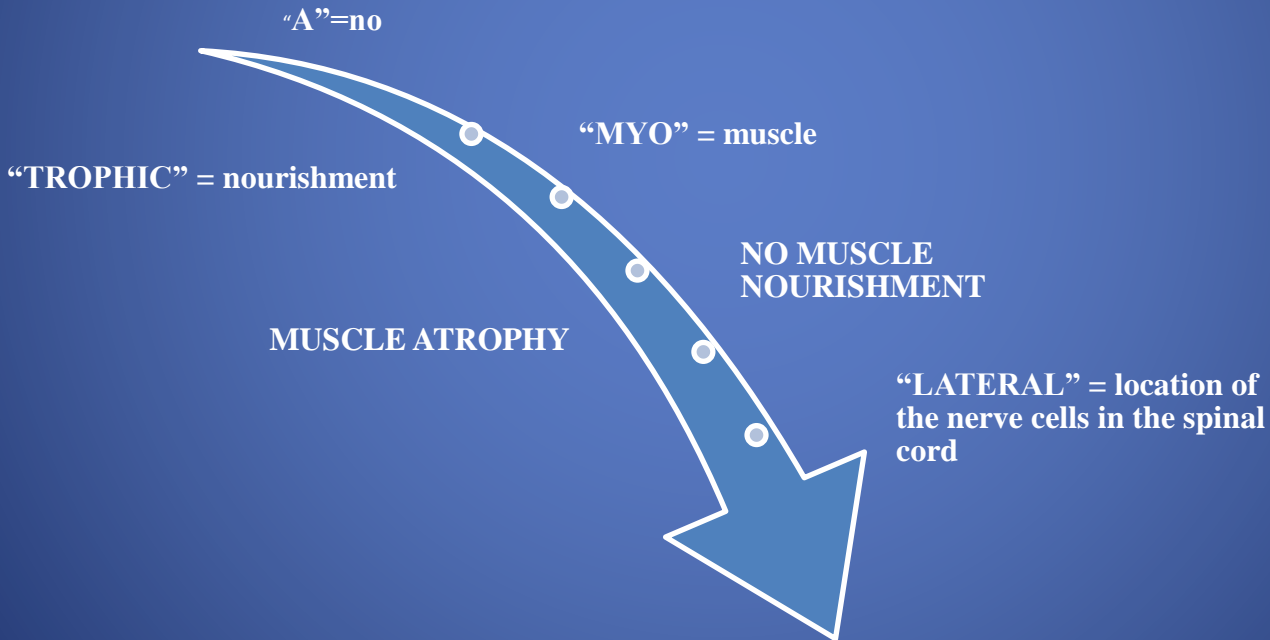 “A”=no
“MYO” = muscle
“TROPHIC” = nourishment
NO MUSCLE
NOURISHMENT
MUSCLE ATROPHY
“LATERAL” = location of
the nerve cells in the spinal
cord